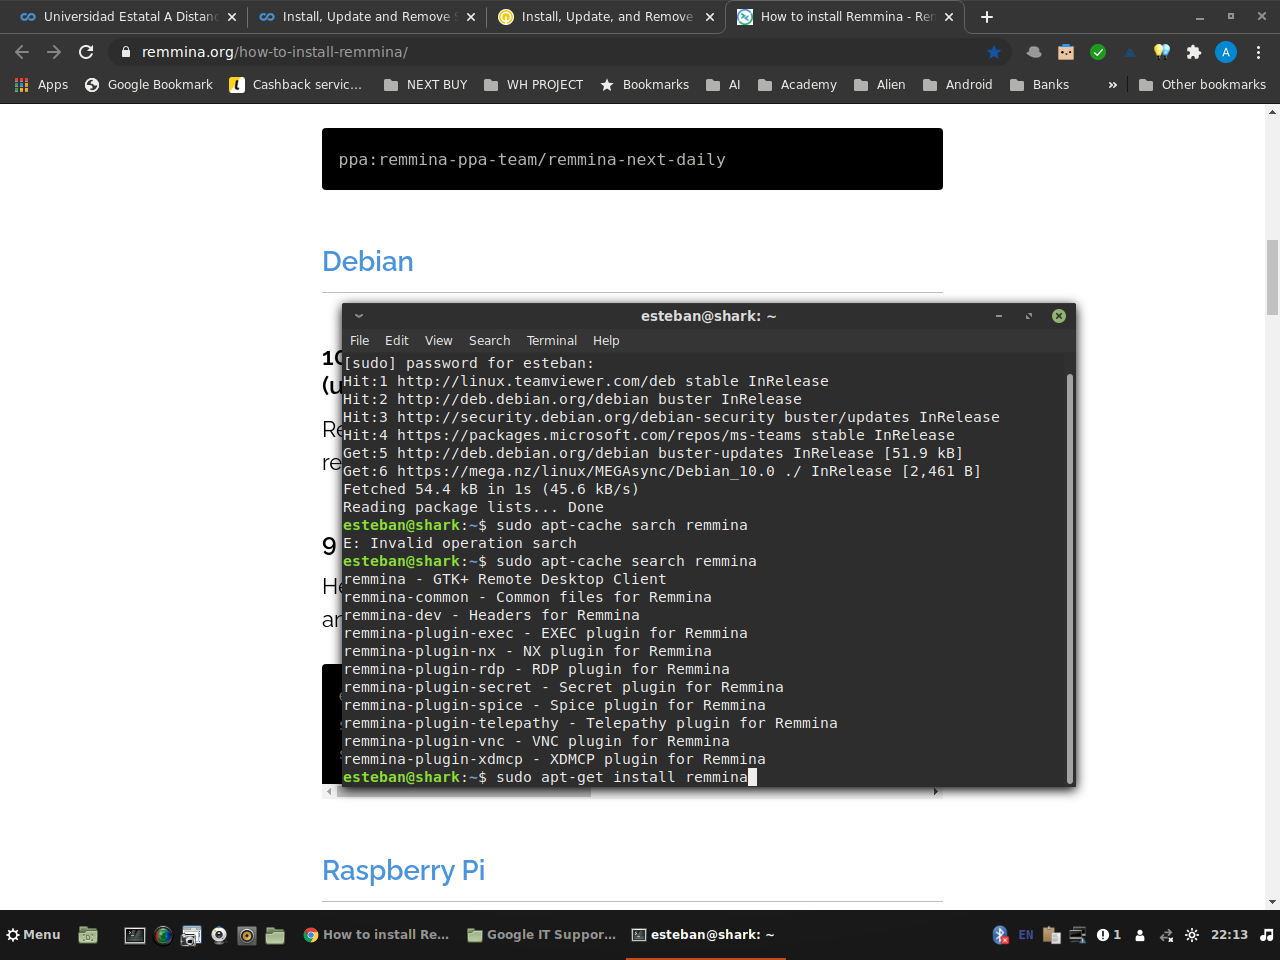 Universidad Estatal A Distanc
Install, Update and Remove S
Install, Update, and Remove
How to install Remmina - Rem
remmina.org/how-to-install-remmina/
A
Apps
Google Bookmark
Cashback servic...
NEXT BUY
WH PROJECT
Bookmarks
AI
Academy
Alien
Android
Banks
»
Other bookmarks
ppa:remmina-ppa-team/remmina-next-daily
Debian
esteban@shark: ~
File Edit View Search Terminal Help
[sudo] password for esteban:
Hit:1 http://linux.teamviewer.com/deb stable InRelease
Hit:2 http://deb.debian.org/debian buster InRelease
Hit:3 http://security.debian.org/debian-security buster/updates InRelease
Hit:4 https://packages.microsoft.com/repos/ms-teams stable InRelease
Get:5 http://deb.debian.org/debian buster-updates InRelease [51.9 kB]
Get:6 https://mega.nz/linux/MEGAsync/Debian_10.0 ./ InRelease [2,461 B]
Fetched 54.4 kB in 1s (45.6 kB/s)
Reading package lists... Done
esteban@shark:~$ sudo apt-cache sarch remmina
E: Invalid operation sarch
esteban@shark:~$ sudo apt-cache search remmina
remmina - GTK+ Remote Desktop Client
remmina-common - Common files for Remmina
remmina-dev - Headers for Remmina
remmina-plugin-exec - EXEC plugin for Remmina
remmina-plugin-nx - NX plugin for Remmina
remmina-plugin-rdp - RDP plugin for Remmina
remmina-plugin-secret - Secret plugin for Remmina
remmina-plugin-spice - Spice plugin for Remmina
remmina-plugin-telepathy - Telepathy plugin for Remmina
remmina-plugin-vnc - VNC plugin for Remmina
remmina-plugin-xdmcp - XDMCP plugin for Remmina
esteban@shark:~$ sudo apt-get install remmina
10
(u
Re
re
9
He
an
Raspberry Pi
Menu
How to install Re...
Google IT Suppor...
esteban@shark: ~
EN
1
22:13